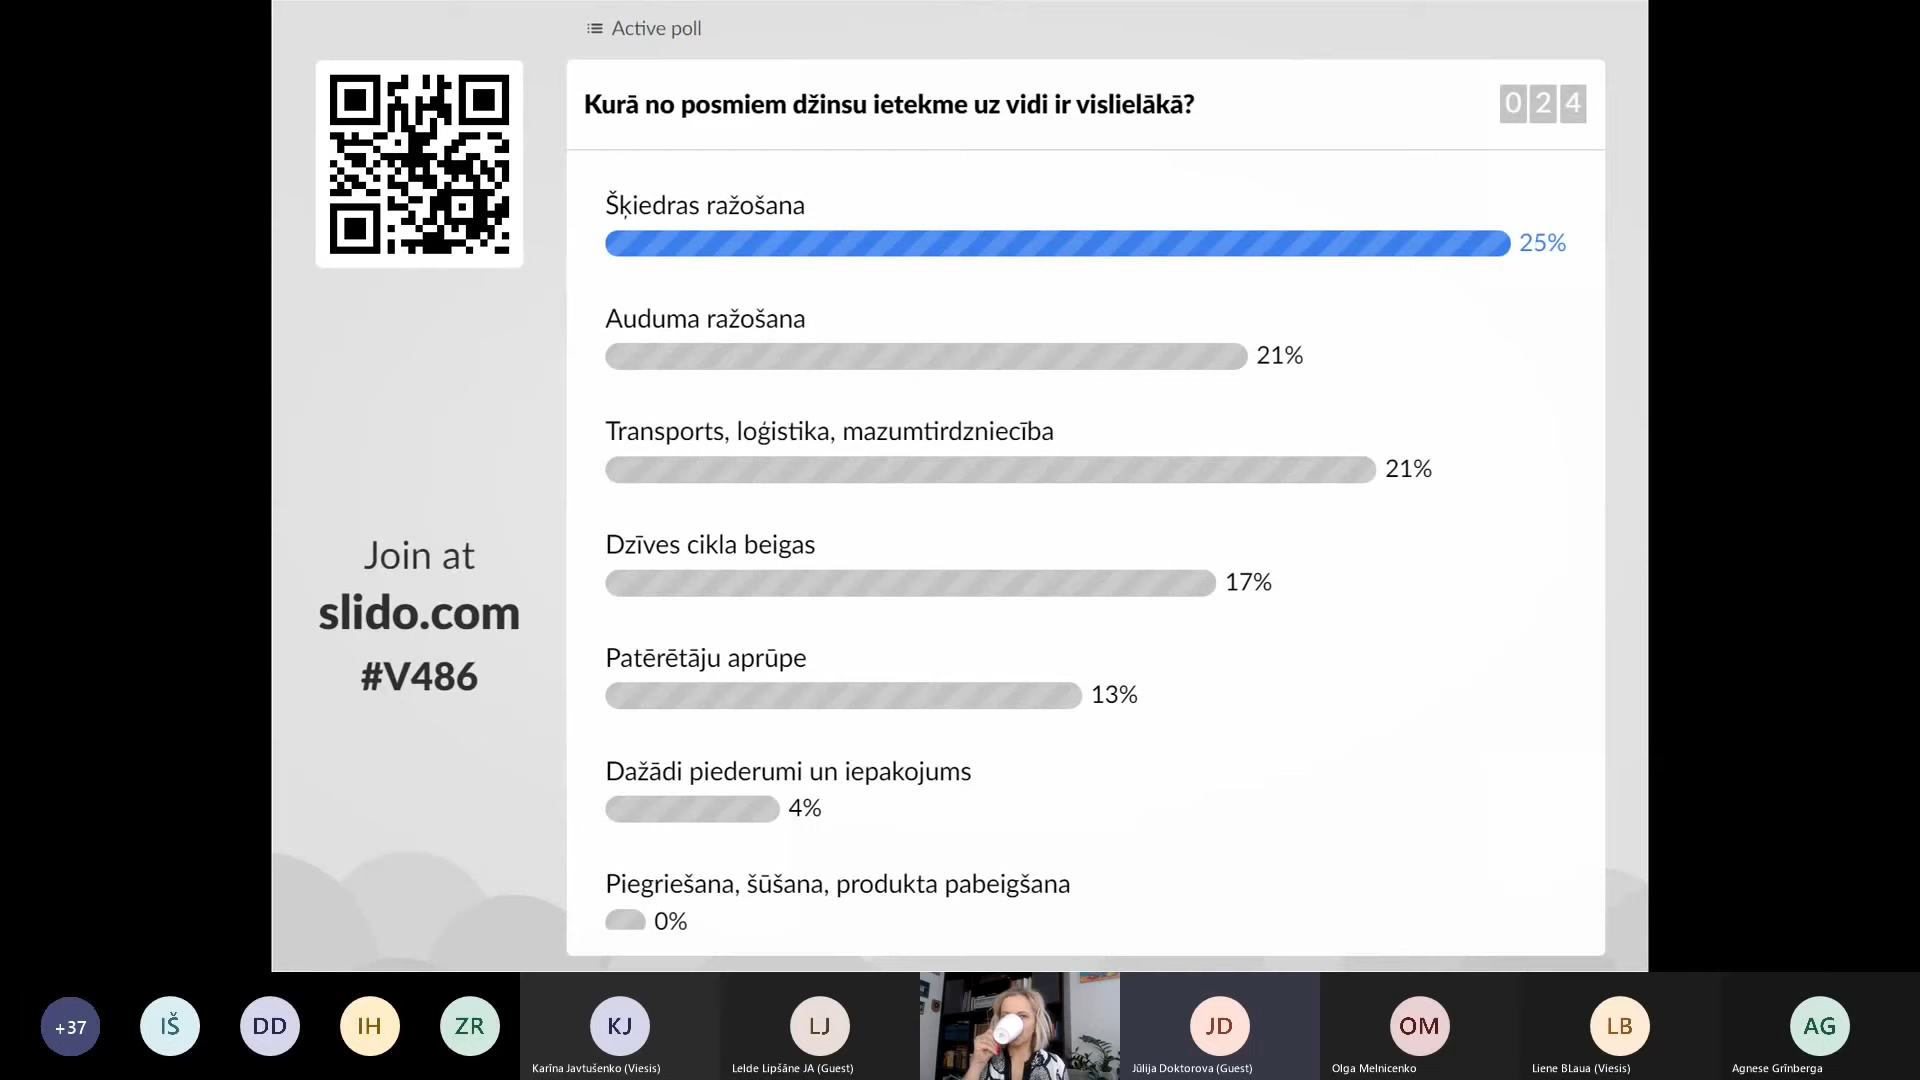 Active poll
Kurā no posmiem džinsu ietekme uz vidi ir vislielākā?
024
Šķiedras ražošana
25%
Auduma ražošana
21%
Transports, loģistika, mazumtirdzniecība
21%
Dzīves cikla beigas
17%
Patērētāju aprūpe
13%
Dažādi piederumi un iepakojums
4%
Piegriešana, šūšana, produkta pabeigšana
0%
Join at
slido.com
#V486
+37
IŠ
DD
IH
ZR
KJ
Karīna Javtušenko (Viesis)
LJ
Lelde Lipšāne JA (Guest)
JD
Jūlija Doktorova (Guest)
OM
Olga Melnicenko
LB
Liene BLaua (Viesis)
AG
Agnese Grīnberga